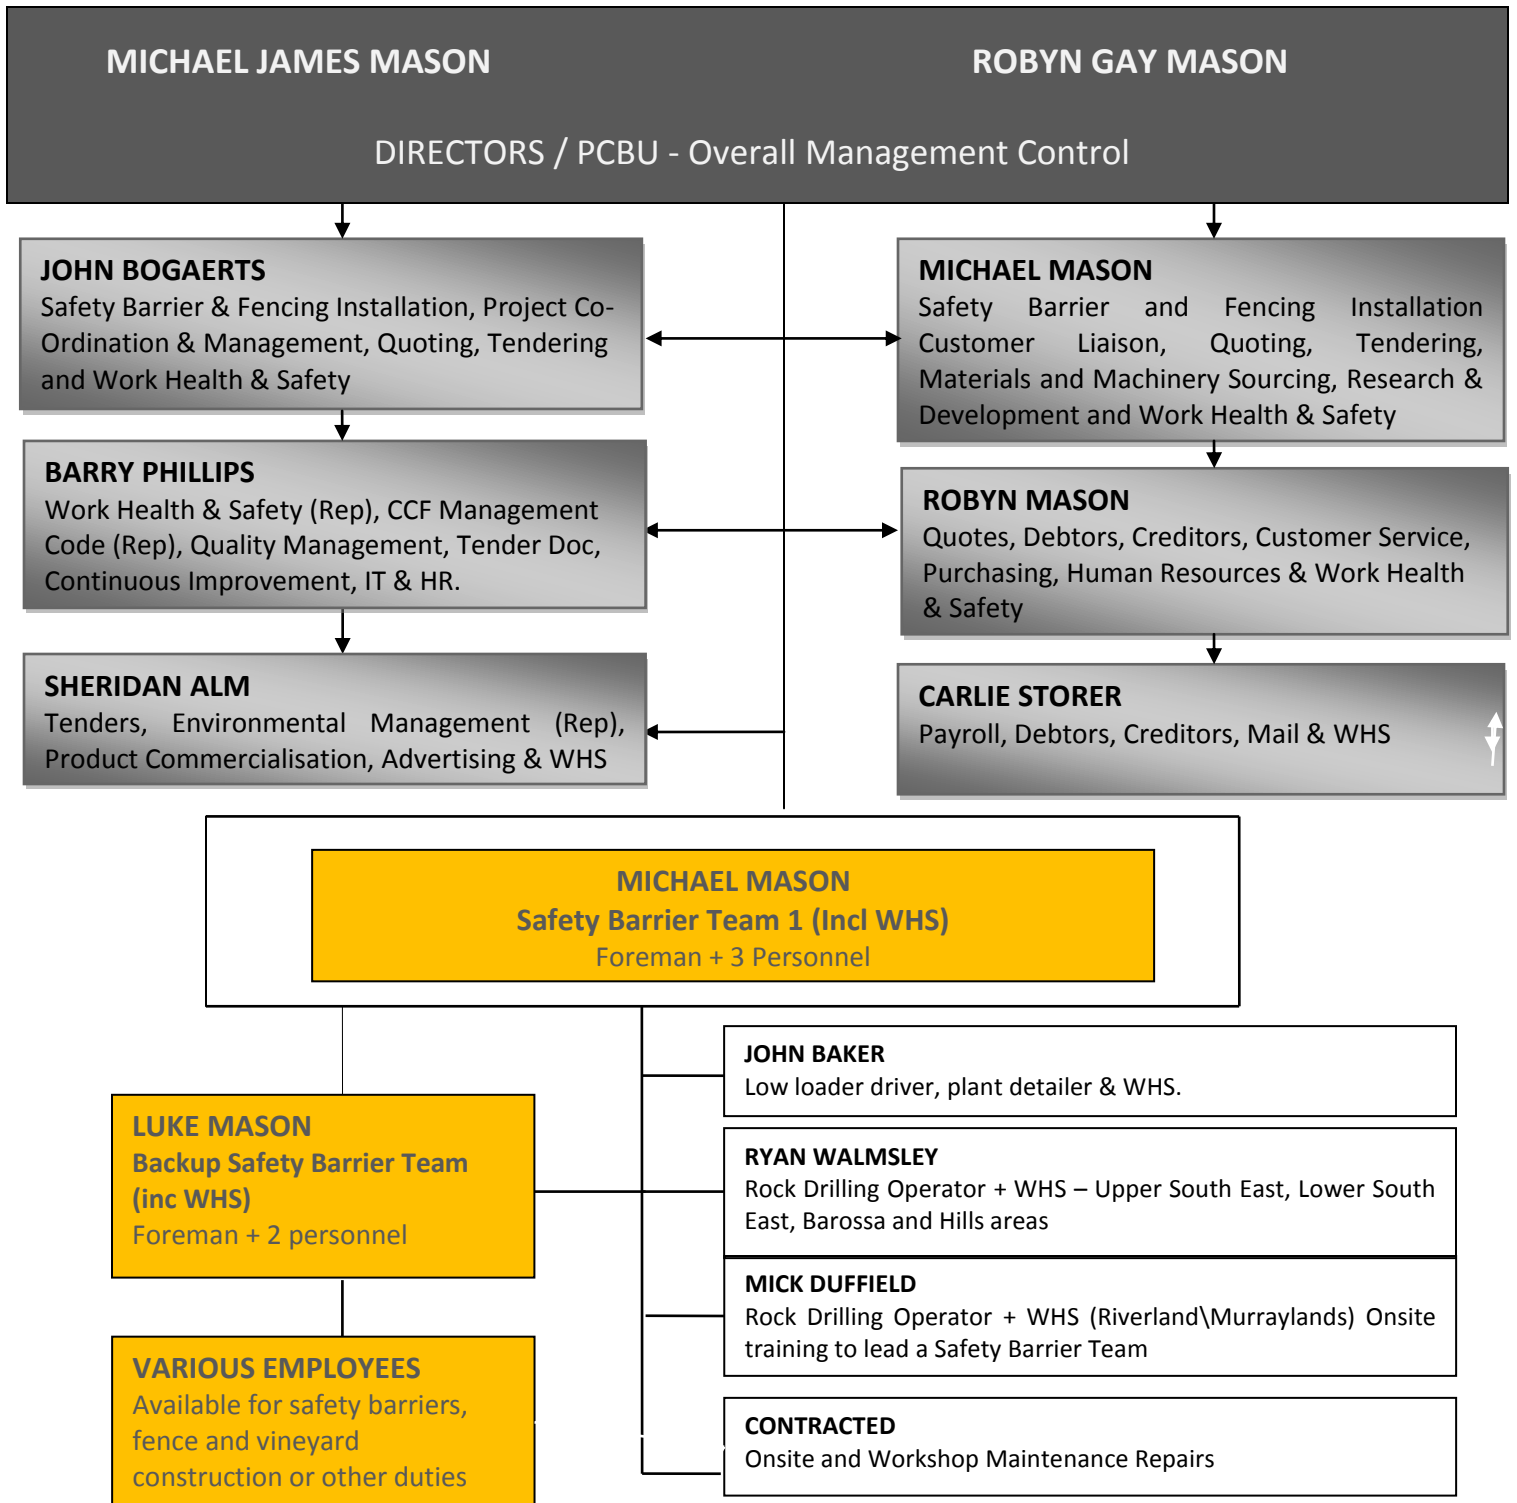 MICHAEL JAMES MASON
ROBYN GAY MASON
DIRECTORS / PCBU - Overall Management Control
JOHN BOGAERTS
Safety Barrier & Fencing Installation, Project Co-
Ordination & Management, Quoting, Tendering
and Work Health & Safety
MICHAEL MASON
Safety Barrier and Fencing Installation
Customer Liaison, Quoting, Tendering,
Materials and Machinery Sourcing, Research &
Development and Work Health & Safety
BARRY PHILLIPS
Work Health & Safety (Rep), CCF Management
Code (Rep), Quality Management, Tender Doc,
Continuous Improvement, IT & HR.
ROBYN MASON
Quotes, Debtors, Creditors, Customer Service,
Purchasing, Human Resources & Work Health
& Safety
SHERIDAN ALM
Tenders, Environmental Management (Rep),
Product Commercialisation, Advertising & WHS
CARLIE STORER
Payroll, Debtors, Creditors, Mail & WHS
MICHAEL MASON
Safety Barrier Team 1 (Incl WHS)
Foreman + 3 Personnel
JOHN BAKER
Low loader driver, plant detailer & WHS.
LUKE MASON
Backup Safety Barrier Team
(inc WHS)
Foreman + 2 personnel
RYAN WALMSLEY
Rock Drilling Operator + WHS – Upper South East, Lower South
East, Barossa and Hills areas
MICK DUFFIELD
Rock Drilling Operator + WHS (Riverland\Murraylands) Onsite
training to lead a Safety Barrier Team
VARIOUS EMPLOYEES
Available for safety barriers,
fence and vineyard
construction or other duties
CONTRACTED
Onsite and Workshop Maintenance Repairs